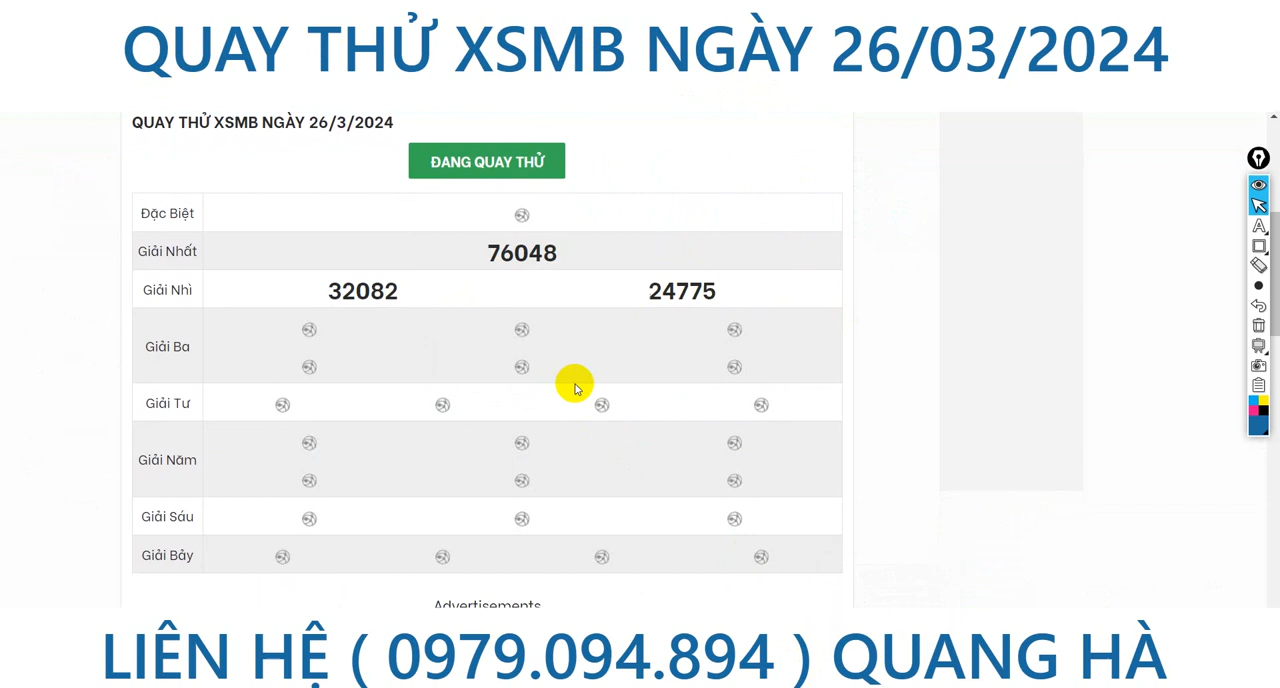 QUAY THỬ XSMB NGÀY 26/03/2024
QUAY THỬ XSMB NGÀY 26/3/2024
ĐANG QUAY THỬ
Đặc Biệt
Giải Nhất 76048
Giải Nhì 32082 24775
Giải Ba
Giải Tư
Giải Năm
Giải Sáu
Giải Bảy
Advertisements
LIÊN HỆ ( 0979.094.894 ) QUANG HÀ